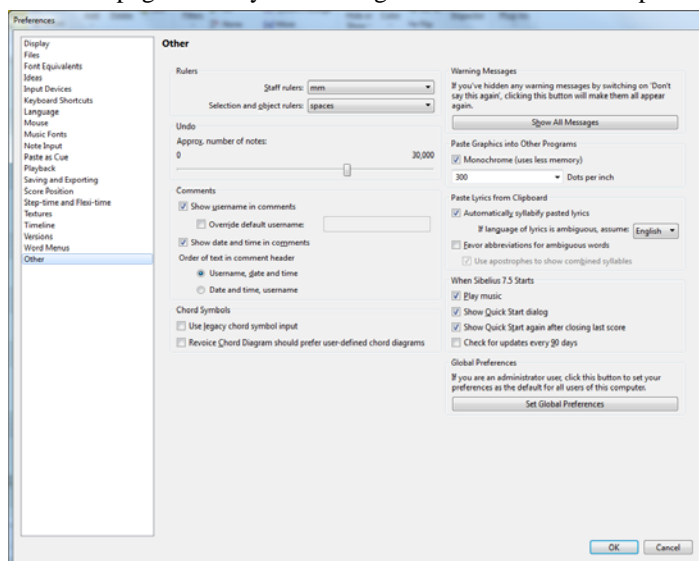 Preferences
Display
Files
Font Equivalents
Ideas
Input Devices
Keyboard Shortcuts
Language
Mouse
Music Fonts
Note Input
Paste as Cue
Playback
Saving and Exporting
Score Position
Step-time and Flexi-time
Textures
Timeline
Versions
Word Menus
Other
Other
Rulers
Staff rulers: mm
Selection and object rulers: spaces
Undo
Approx. number of notes:
0 30,000
Comments
Show username in comments
Override default username:
Show date and time in comments
Order of text in comment header
Username, date and time
Date and time, username
Chord Symbols
Use legacy chord symbol input
Revoice Chord Diagram should prefer user-defined chord diagrams
Warning Messages
If you've hidden any warning messages by switching on 'Don't
say this again', clicking this button will make them all appear
again.
Show All Messages
Paste Graphics into Other Programs
Monochrome (uses less memory)
300 Dots per inch
Paste Lyrics from Clipboard
Automatically syllabify pasted lyrics
If language of lyrics is ambiguous, assume: English
Favor abbreviations for ambiguous words
Use apostrophes to show combined syllables
When Sibelius 7.5 Starts
Play music
Show Quick Start dialog
Show Quick Start again after closing last score
Check for updates every 90 days
Global Preferences
If you are an administrator user, click this button to set your
preferences as the default for all users of this computer.
Set Global Preferences
OK Cancel